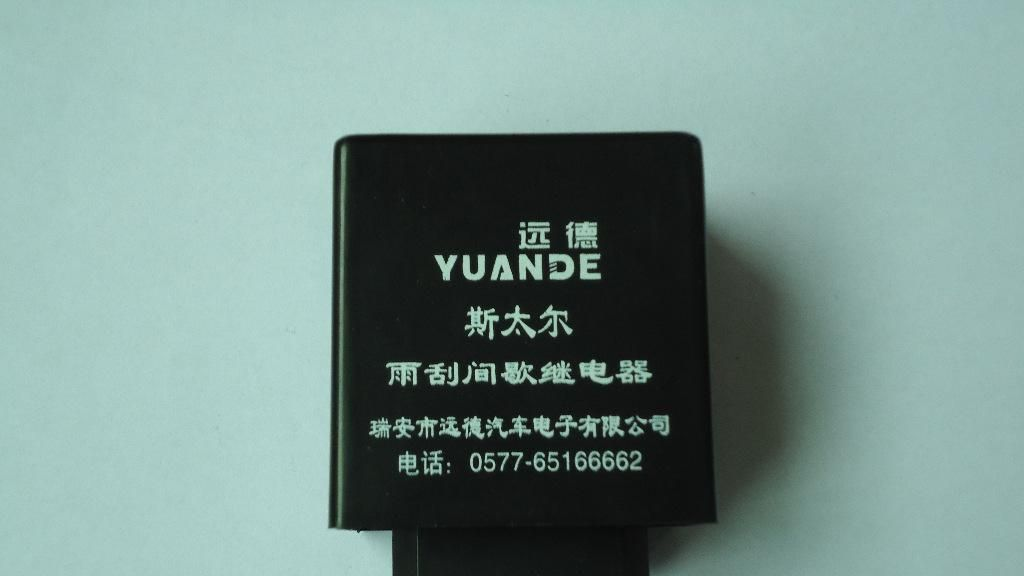 远德
YUANDE
斯太尔
雨刮间歇继电器
瑞安市远德汽车电子有限公司
电话：0577-65166662